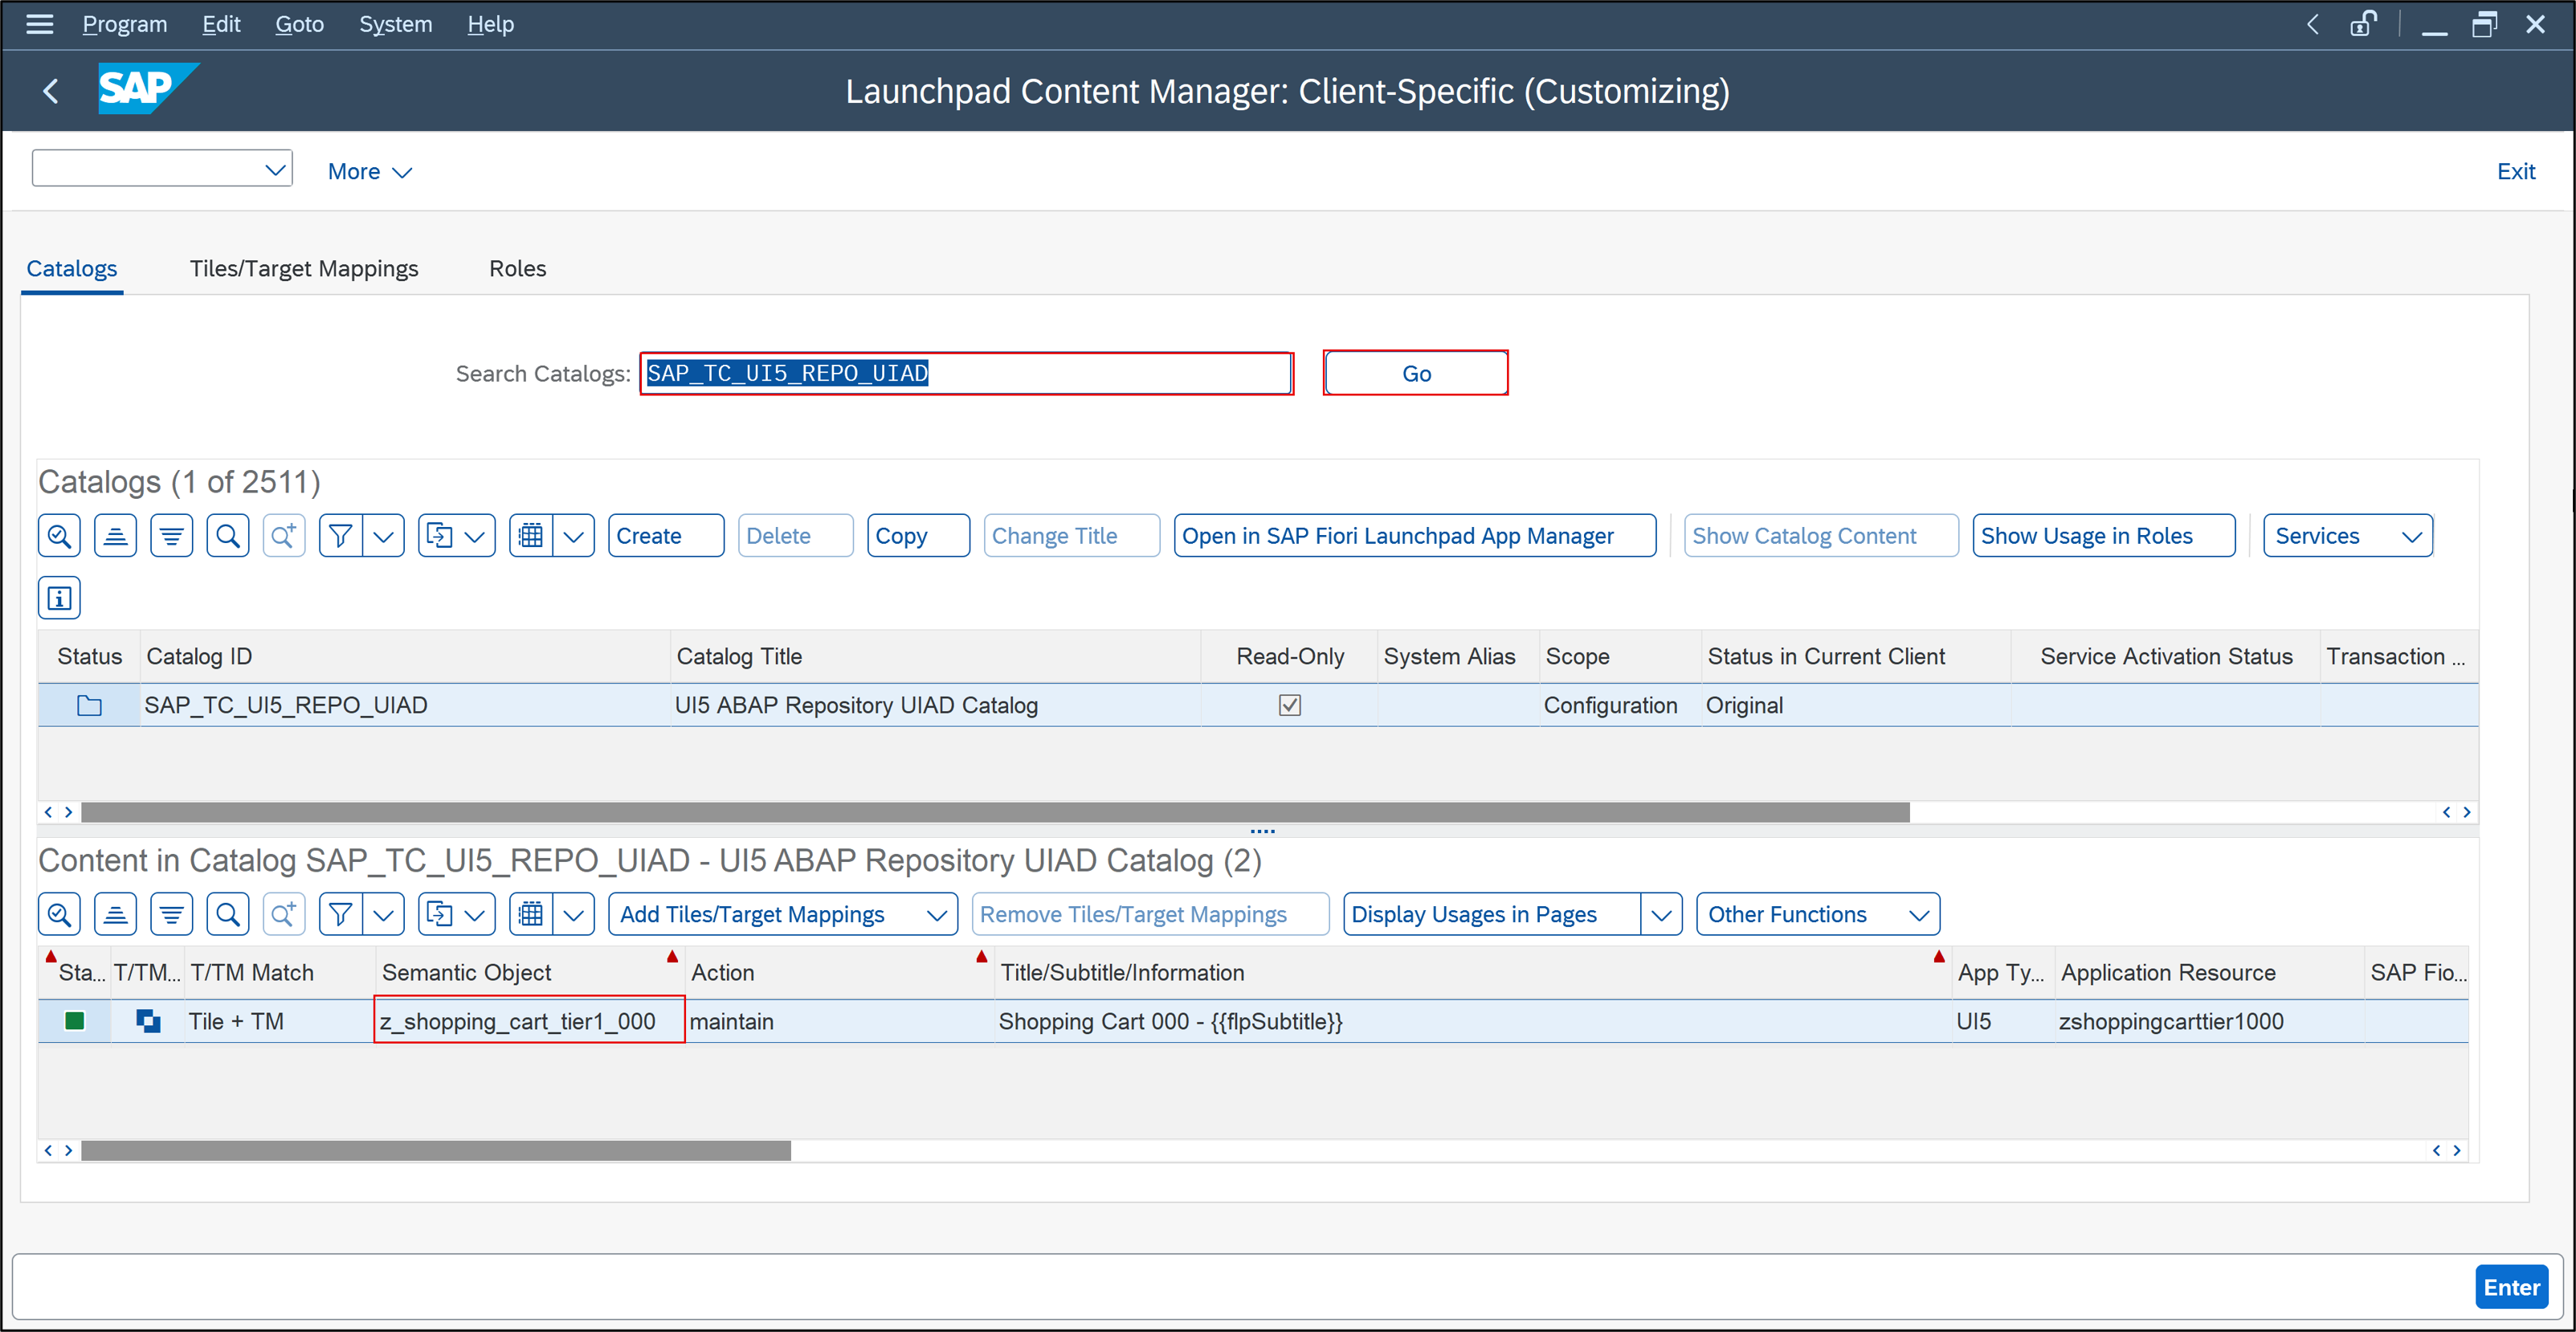 Program Edit Goto System Help
SAP Launchpad Content Manager: Client-Specific (Customizing)
More Exit
Catalogs Tiles/Target Mappings Roles
Search Catalogs: SAP_TC_UI5_REPO_UIAD Go
Catalogs (1 of 2511)
Create Delete Copy Change Title Open in SAP Fiori Launchpad App Manager Show Catalog Content Show Usage in Roles Services
Status Catalog ID Catalog Title Read-Only System Alias Scope Status in Current Client Service Activation Status Transaction ...
SAP_TC_UI5_REPO_UIAD UI5 ABAP Repository UIAD Catalog Configuration Original
Content in Catalog SAP_TC_UI5_REPO_UIAD - UI5 ABAP Repository UIAD Catalog (2)
Add Tiles/Target Mappings Remove Tiles/Target Mappings Display Usages in Pages Other Functions
Sta... T/TM... T/TM Match Semantic Object Action Title/Subtitle/Information App Ty... Application Resource SAP Fio...
Tile + TM z_shopping_cart_tier1_000 maintain Shopping Cart 000 - {{flpSubtitle}} UI5 zshoppingcarttier1000
Enter